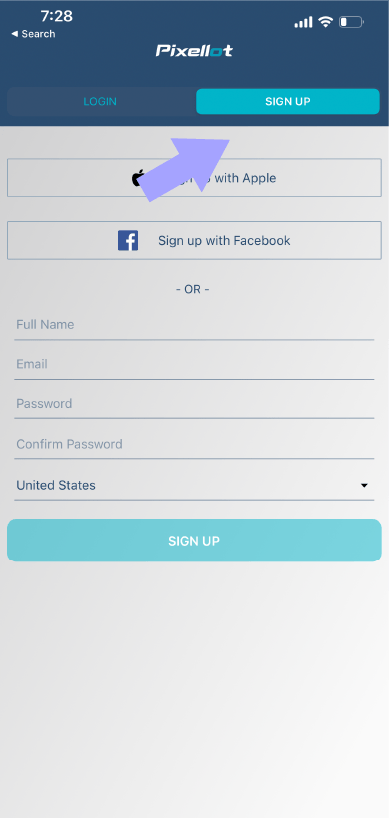 7:28
Search
Pixellot
LOGIN
SIGN UP
with Apple
Sign up with Facebook
- OR -
Full Name
Email
Password
Confirm Password
United States
SIGN UP